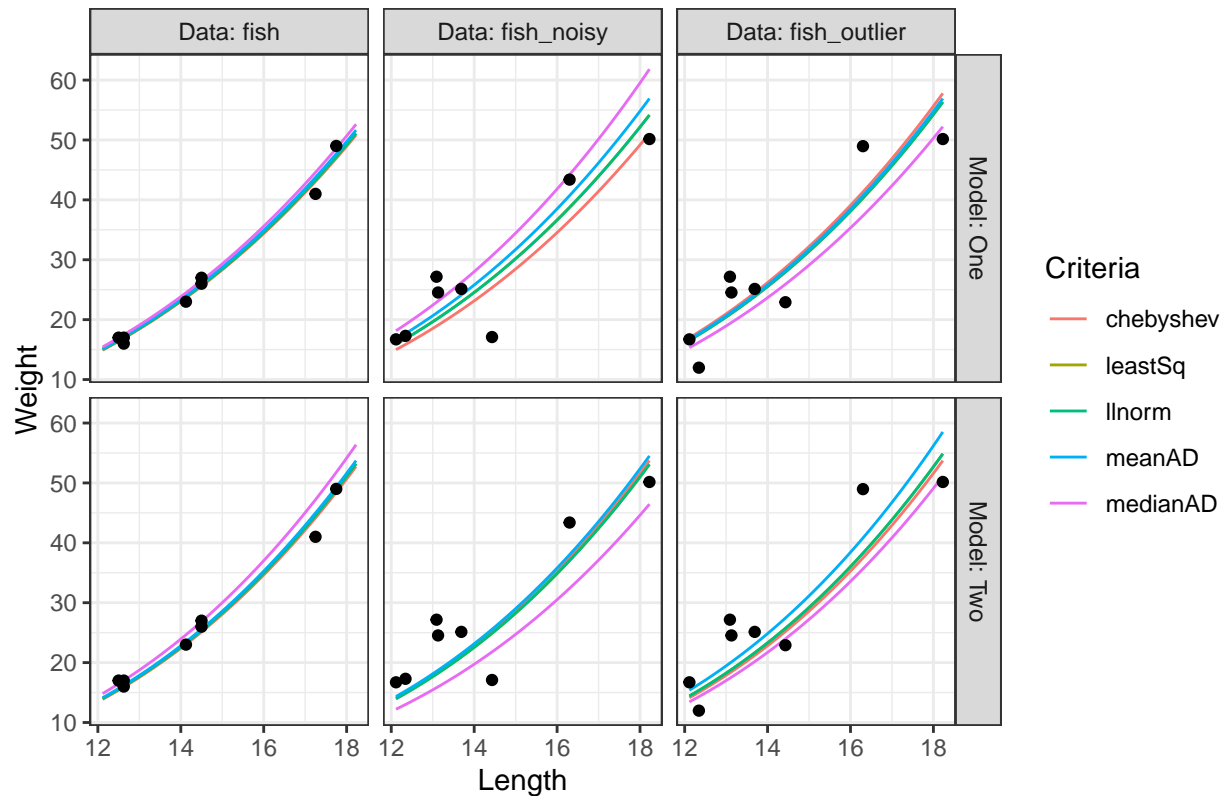 Data: fish
Data: fish_noisy
Data: fish_outlier
60
50
40
30
20
10
Model: One
60
50
40
30
20
10
Model: Two
Weight
12
14
16
18
12
14
16
18
12
14
16
18
Length
Criteria
chebyshev
leastSq
llnorm
meanAD
medianAD